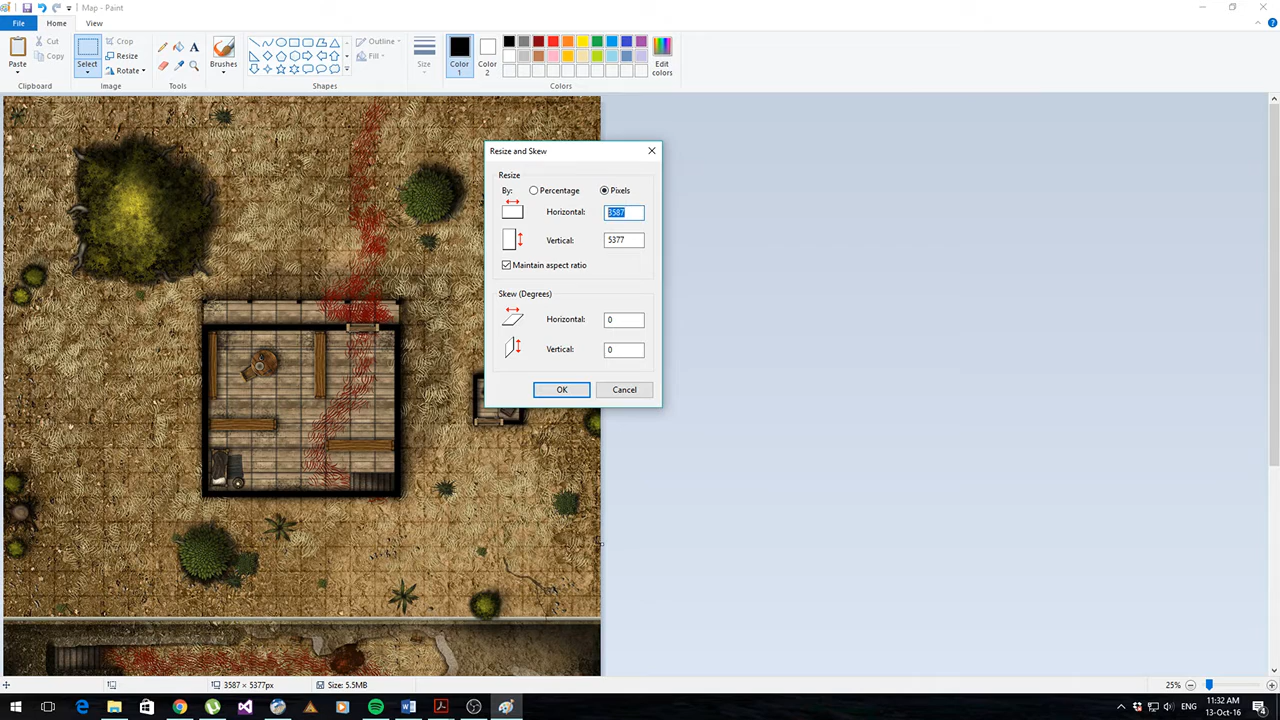 Map - Paint
File
Home
View
Paste
Cut
Copy
Clipboard
Select
Crop
Resize
Rotate
Image
A
Tools
Brushes
Outline
Fill
Shapes
Size
Color
1
Color
2
Edit
colors
Colors
Resize and Skew
Resize
By:
Percentage
Pixels
Horizontal:
3587
Vertical:
5377
Maintain aspect ratio
Skew (Degrees)
Horizontal:
0
Vertical:
0
OK
Cancel
3587 × 5377px
Size: 5.5MB
25%
11:32 AM
13-Oct-16